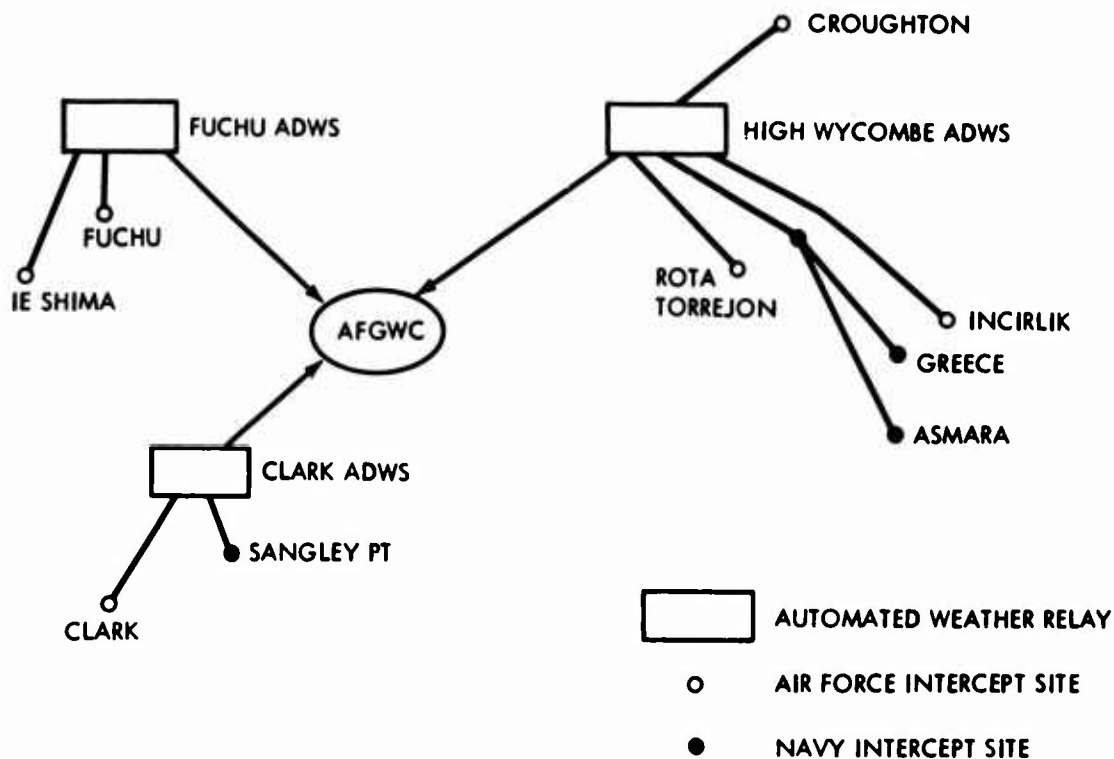 CROUGHTON
FUCHU ADWS
HIGH WYCOMBE ADWS
FUCHU
IE SHIMA
ROTA
TORREJON
AFGWC
INCIRLIK
GREECE
ASMARA
CLARK ADWS
SANGLEY PT
CLARK
AUTOMATED WEATHER RELAY
AIR FORCE INTERCEPT SITE
NAVY INTERCEPT SITE